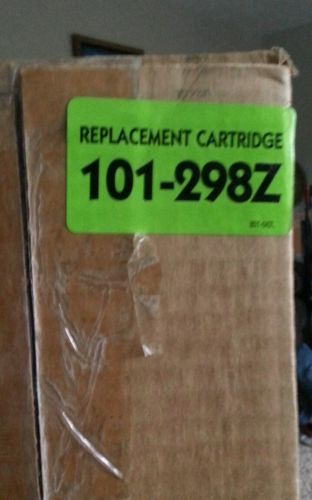 REPLACEMENT CARTRIDGE
101-298Z